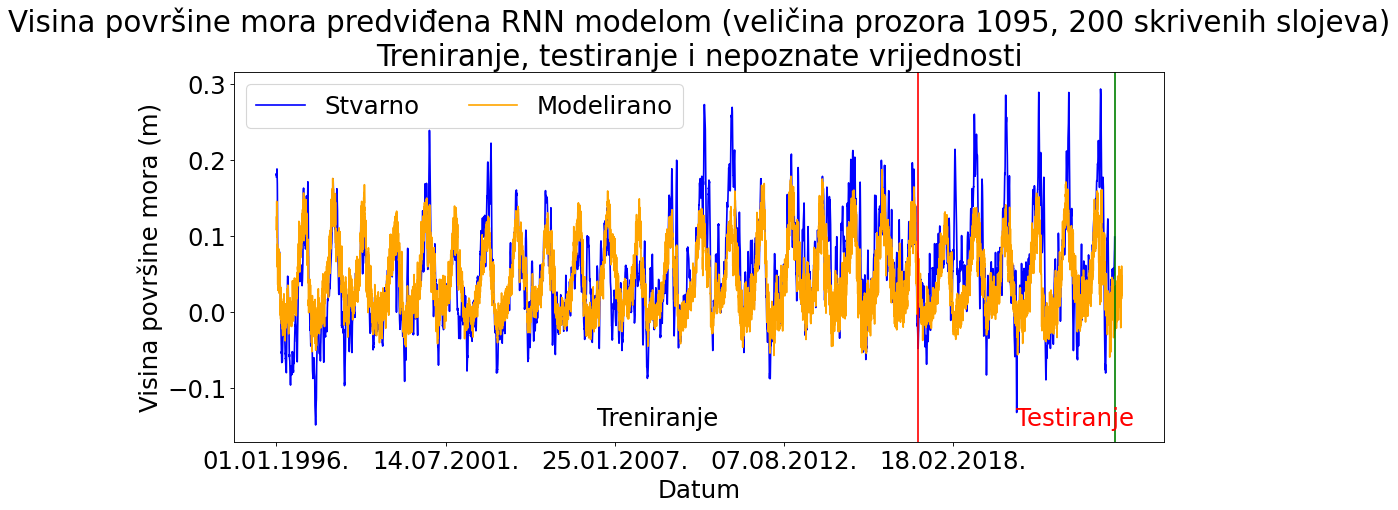 Visina površine mora predviđena RNN modelom (veličina prozora 1095, 200 skrivenih slojeva)
Treniranje, testiranje i nepoznate vrijednosti
Stvarno Modelirano
Visina površine mora (m)
0.3
0.2
0.1
0.0
−0.1
Treniranje Testiranje
01.01.1996. 14.07.2001. 25.01.2007. 07.08.2012. 18.02.2018.
Datum